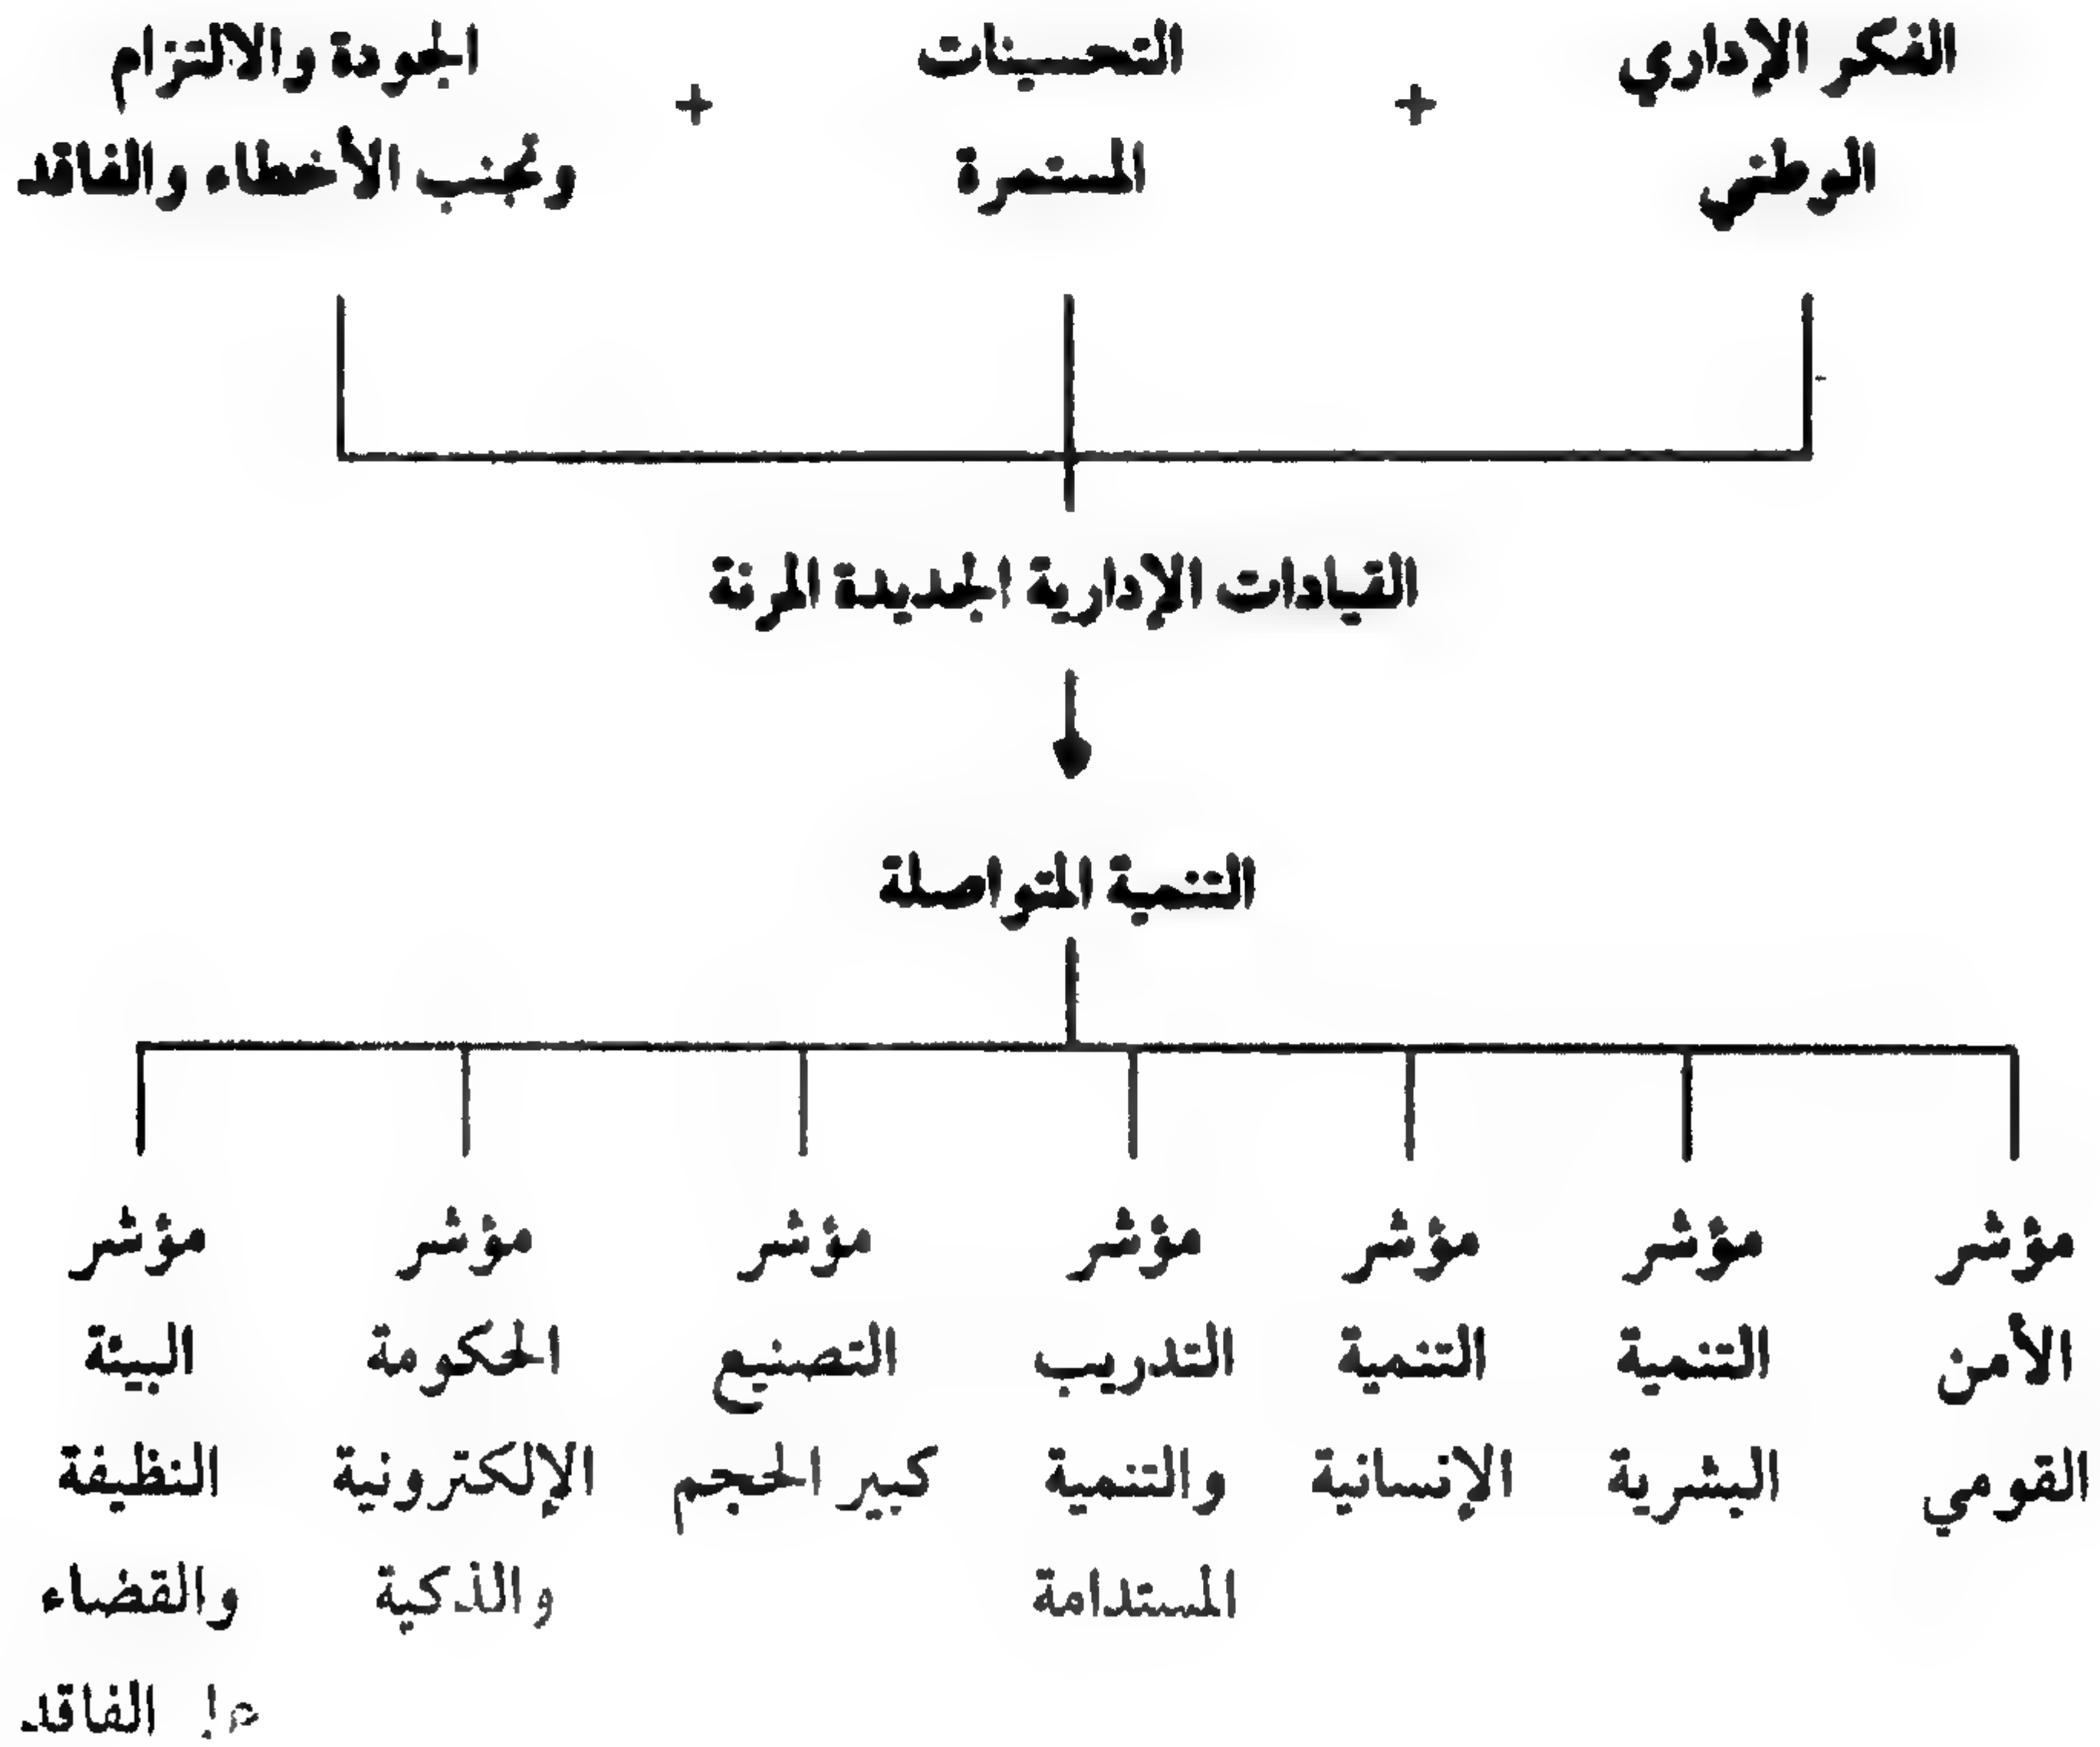 الفكر الإداري
الوطني
+
التحسينات
المستمرة
+
الجودة والالتزام
وتجنب الأخطاء والفاقد
القيادات الإدارية الجديدة المرنة
التنمية المتواصلة
مؤشر
الأمن
القومي
مؤشر
التنمية
البشرية
مؤشر
التنمية
الإنسانية
مؤشر
التدريب
والتنمية
المستدامة
مؤشر
التصنيع
كبير الحجم
مؤشر
الحكومة
الإلكترونية
والذكية
مؤشر
البيئة
النظيفة
والقضاء
الفاقد